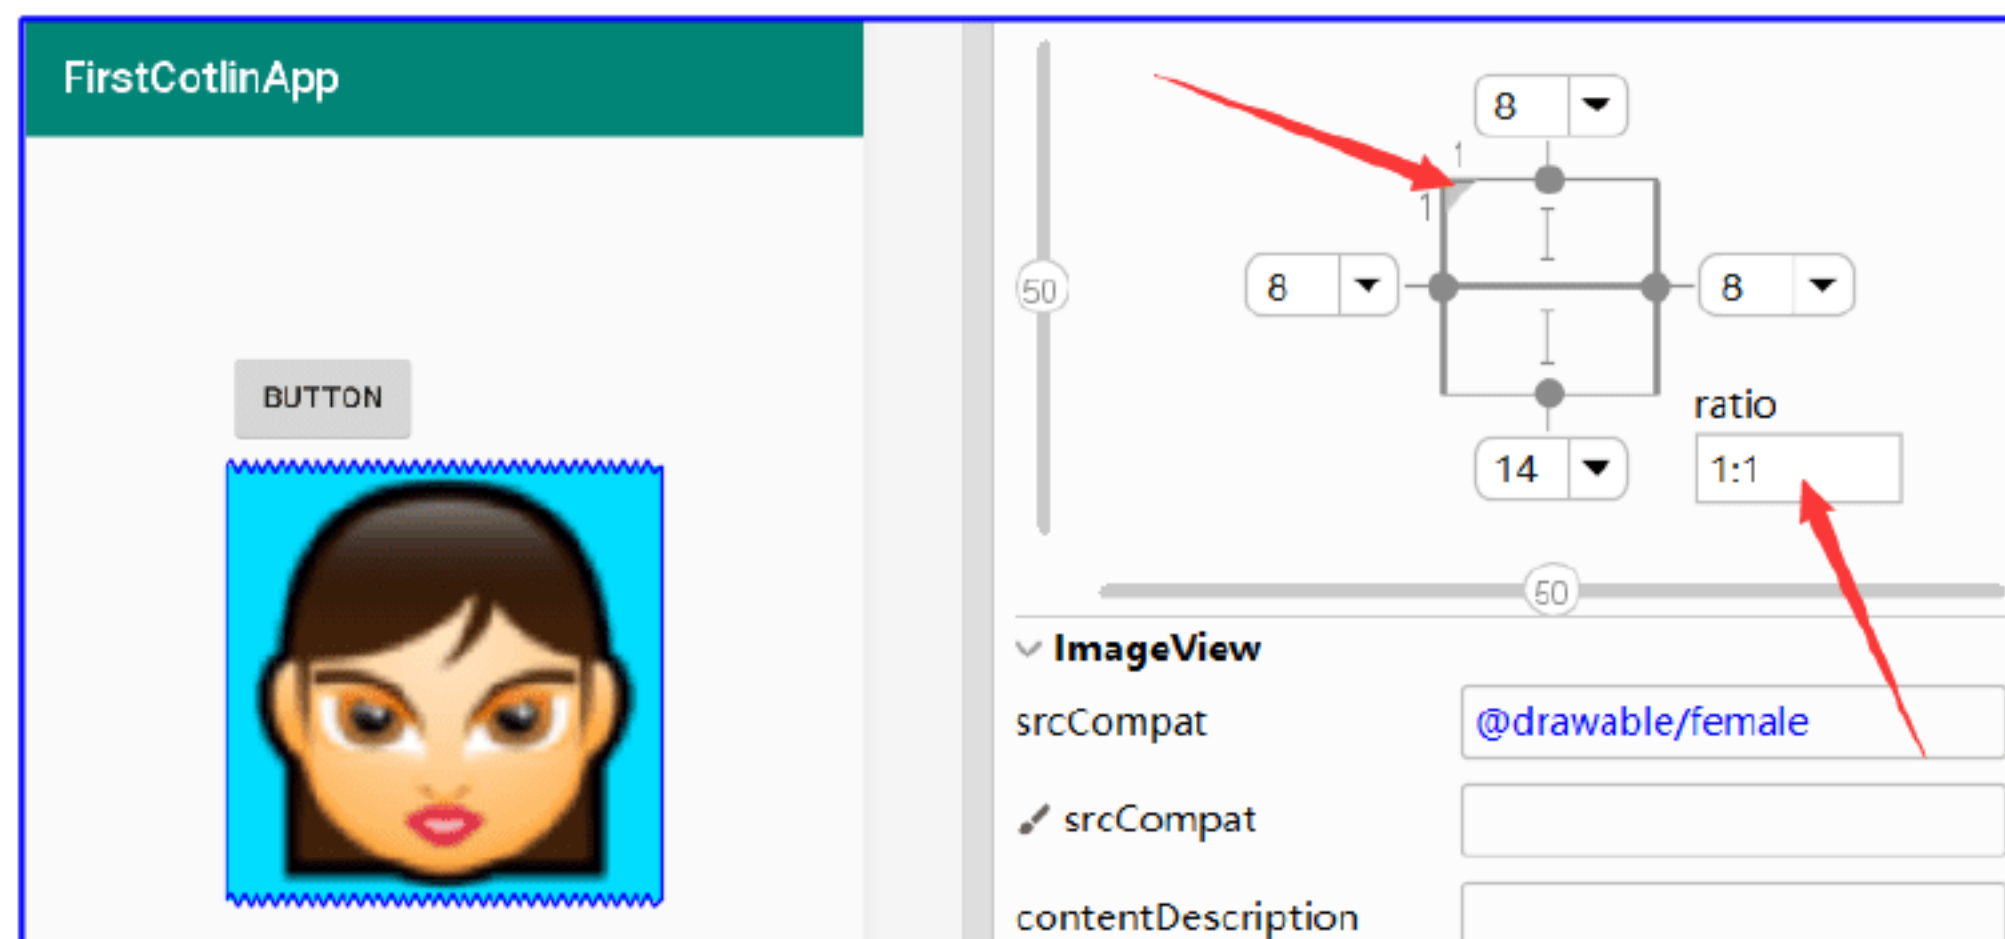 FirstCotlinApp
BUTTON
8
1
1
50
8
8
ratio
14
1:1
50
ImageView
srcCompat
@drawable/female
srcCompat
contentDescription